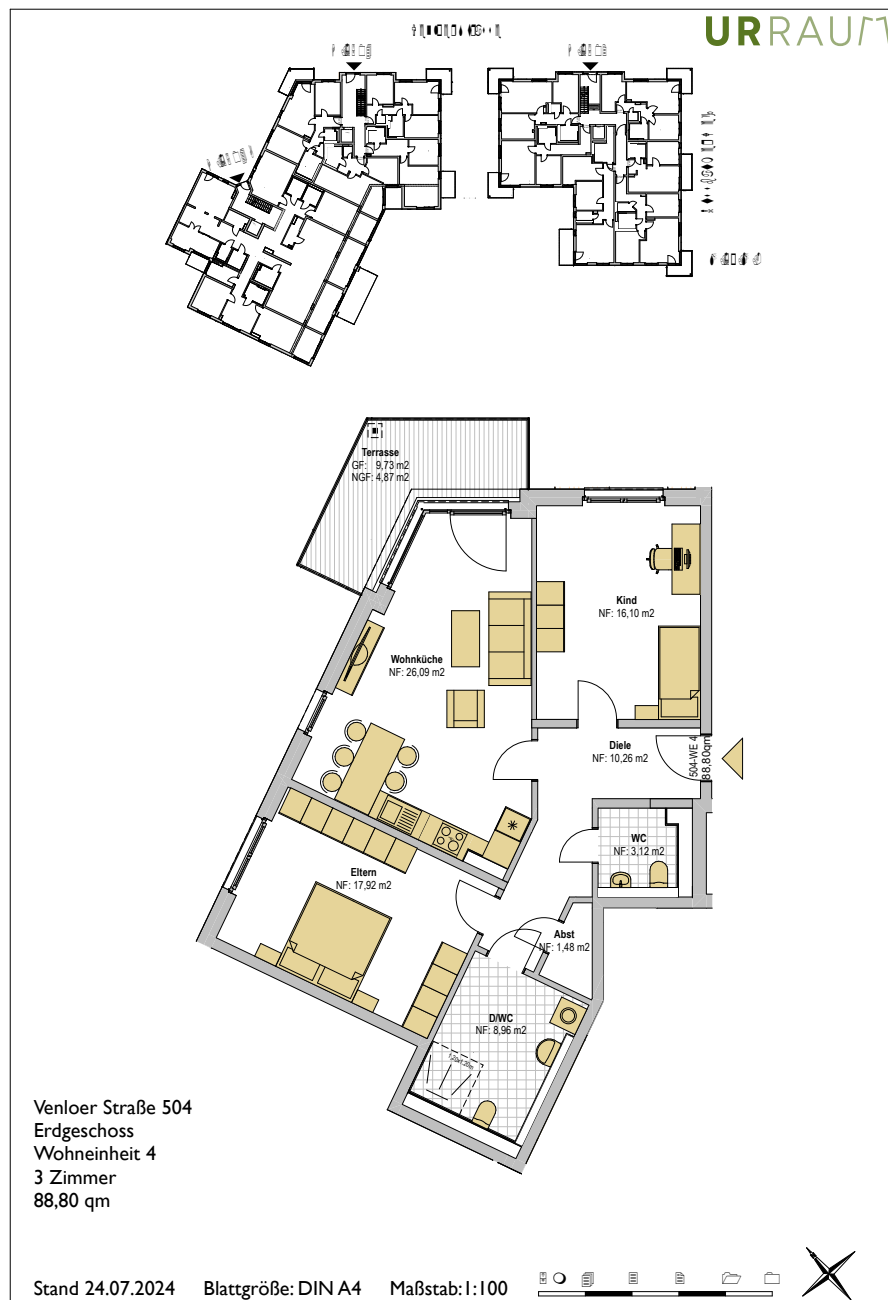 URRAUM
Terrasse
GF: 9,73 m2
NGF: 4,87 m2
Kind
NF: 16,10 m2
Wohnküche
NF: 26,09 m2
Diele
NF: 10,26 m2
504-WE 4
88,80qm
WC
NF: 3,12 m2
Eltern
NF: 17,92 m2
Abst
NF: 1,48 m2
D/WC
NF: 8,96 m2
1,20x1,20m
Venloer Straße 504
Erdgeschoss
Wohneinheit 4
3 Zimmer
88,80 qm
Stand 24.07.2024 Blattgröße: DIN A4 Maßstab:1:100